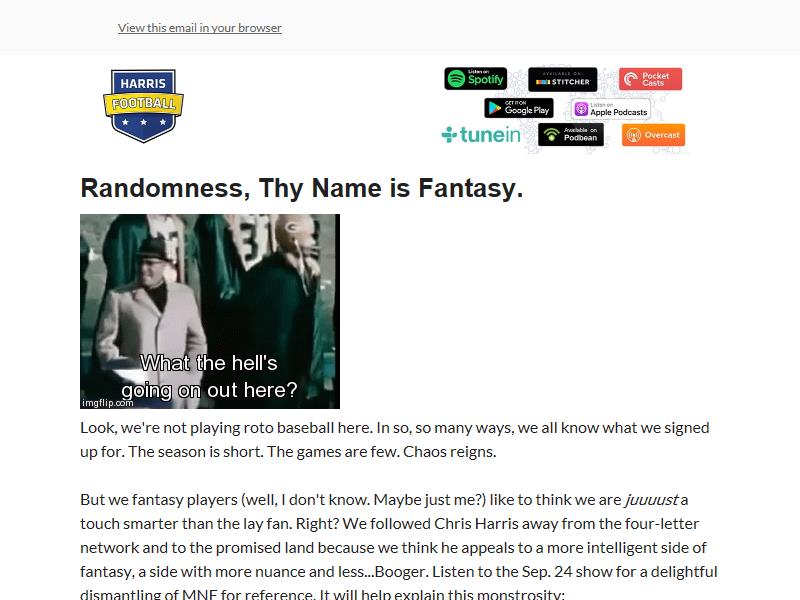 View this email in your browser
HARRIS
FOOTBALL
Listen on
Spotify
AVAILABLE ON
STITCHER
Pocket
Casts
GET IT ON
Google Play
Listen on
Apple Podcasts
tunein
Available on
Podbean
Overcast
Randomness, Thy Name is Fantasy.
G
What the hell's
going on out here?
imgflip.com
Look, we're not playing roto baseball here. In so, so many ways, we all know what we signed
up for. The season is short. The games are few. Chaos reigns.
But we fantasy players (well, I don't know. Maybe just me?) like to think we are juuuust a
touch smarter than the lay fan. Right? We followed Chris Harris away from the four-letter
network and to the promised land because we think he appeals to a more intelligent side of
fantasy, a side with more nuance and less...Booger. Listen to the Sep. 24 show for a delightful
dismantling of MNF for reference. It will help explain this monstrosity: